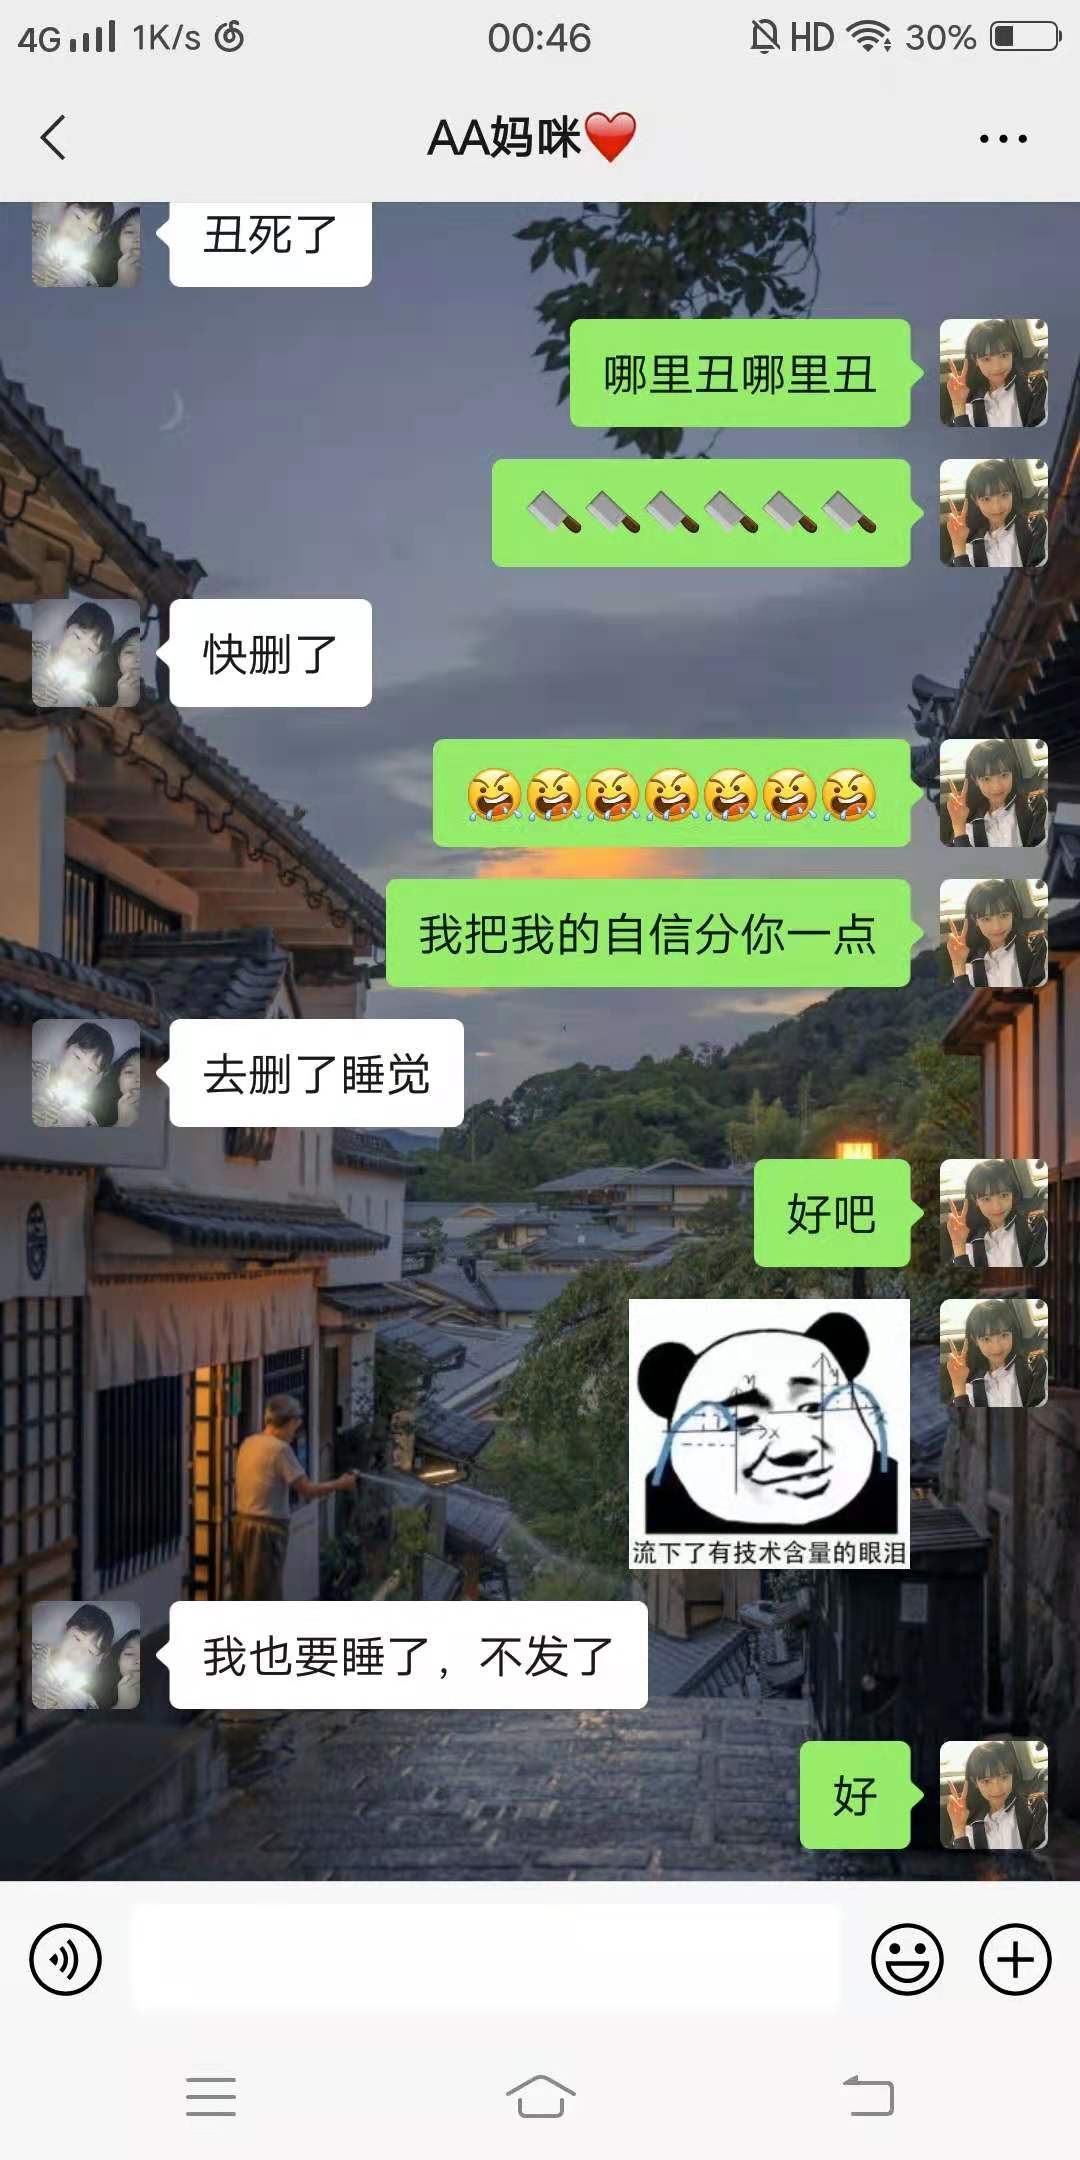 4G 1K/s 00:46 HD 30%
AA妈咪❤️
丑死了
哪里丑哪里丑
🔪🔪🔪🔪🔪🔪
快删了
🤣🤣🤣🤣🤣🤣🤣
我把我的自信分你一点
去删了睡觉
好吧
y y
x
流下了有技术含量的眼泪
我也要睡了，不发了
好